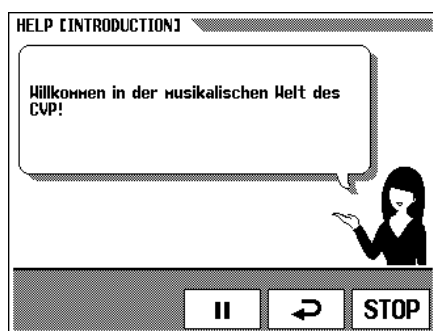 HELP [INTRODUCTION]
Willkommen in der musikalischen Welt des
CVP!
STOP